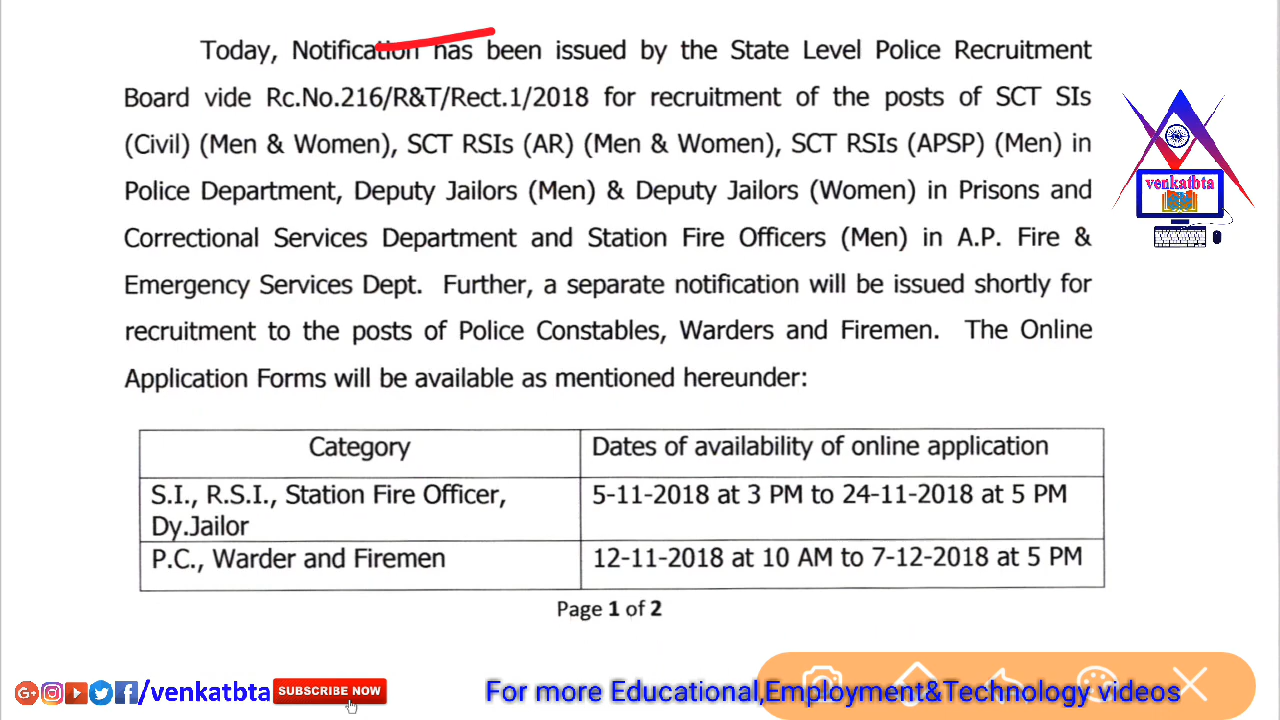 Today, Notification has been issued by the State Level Police Recruitment
Board vide Rc.No.216/R&T/Rect.1/2018 for recruitment of the posts of SCT SIs
(Civil) (Men & Women), SCT RSIs (AR) (Men & Women), SCT RSIs (APSP) (Men) in
Police Department, Deputy Jailors (Men) & Deputy Jailors (Women) in Prisons and
Correctional Services Department and Station Fire Officers (Men) in A.P. Fire &
Emergency Services Dept. Further, a separate notification will be issued shortly for
recruitment to the posts of Police Constables, Warders and Firemen. The Online
Application Forms will be available as mentioned hereunder:
venkatbta
Category Dates of availability of online application
S.I., R.S.I., Station Fire Officer, 5-11-2018 at 3 PM to 24-11-2018 at 5 PM
Dy.Jailor
P.C., Warder and Firemen 12-11-2018 at 10 AM to 7-12-2018 at 5 PM
Page 1 of 2
/venkatbta SUBSCRIBE NOW
For more Educational,Employment&Technology videos